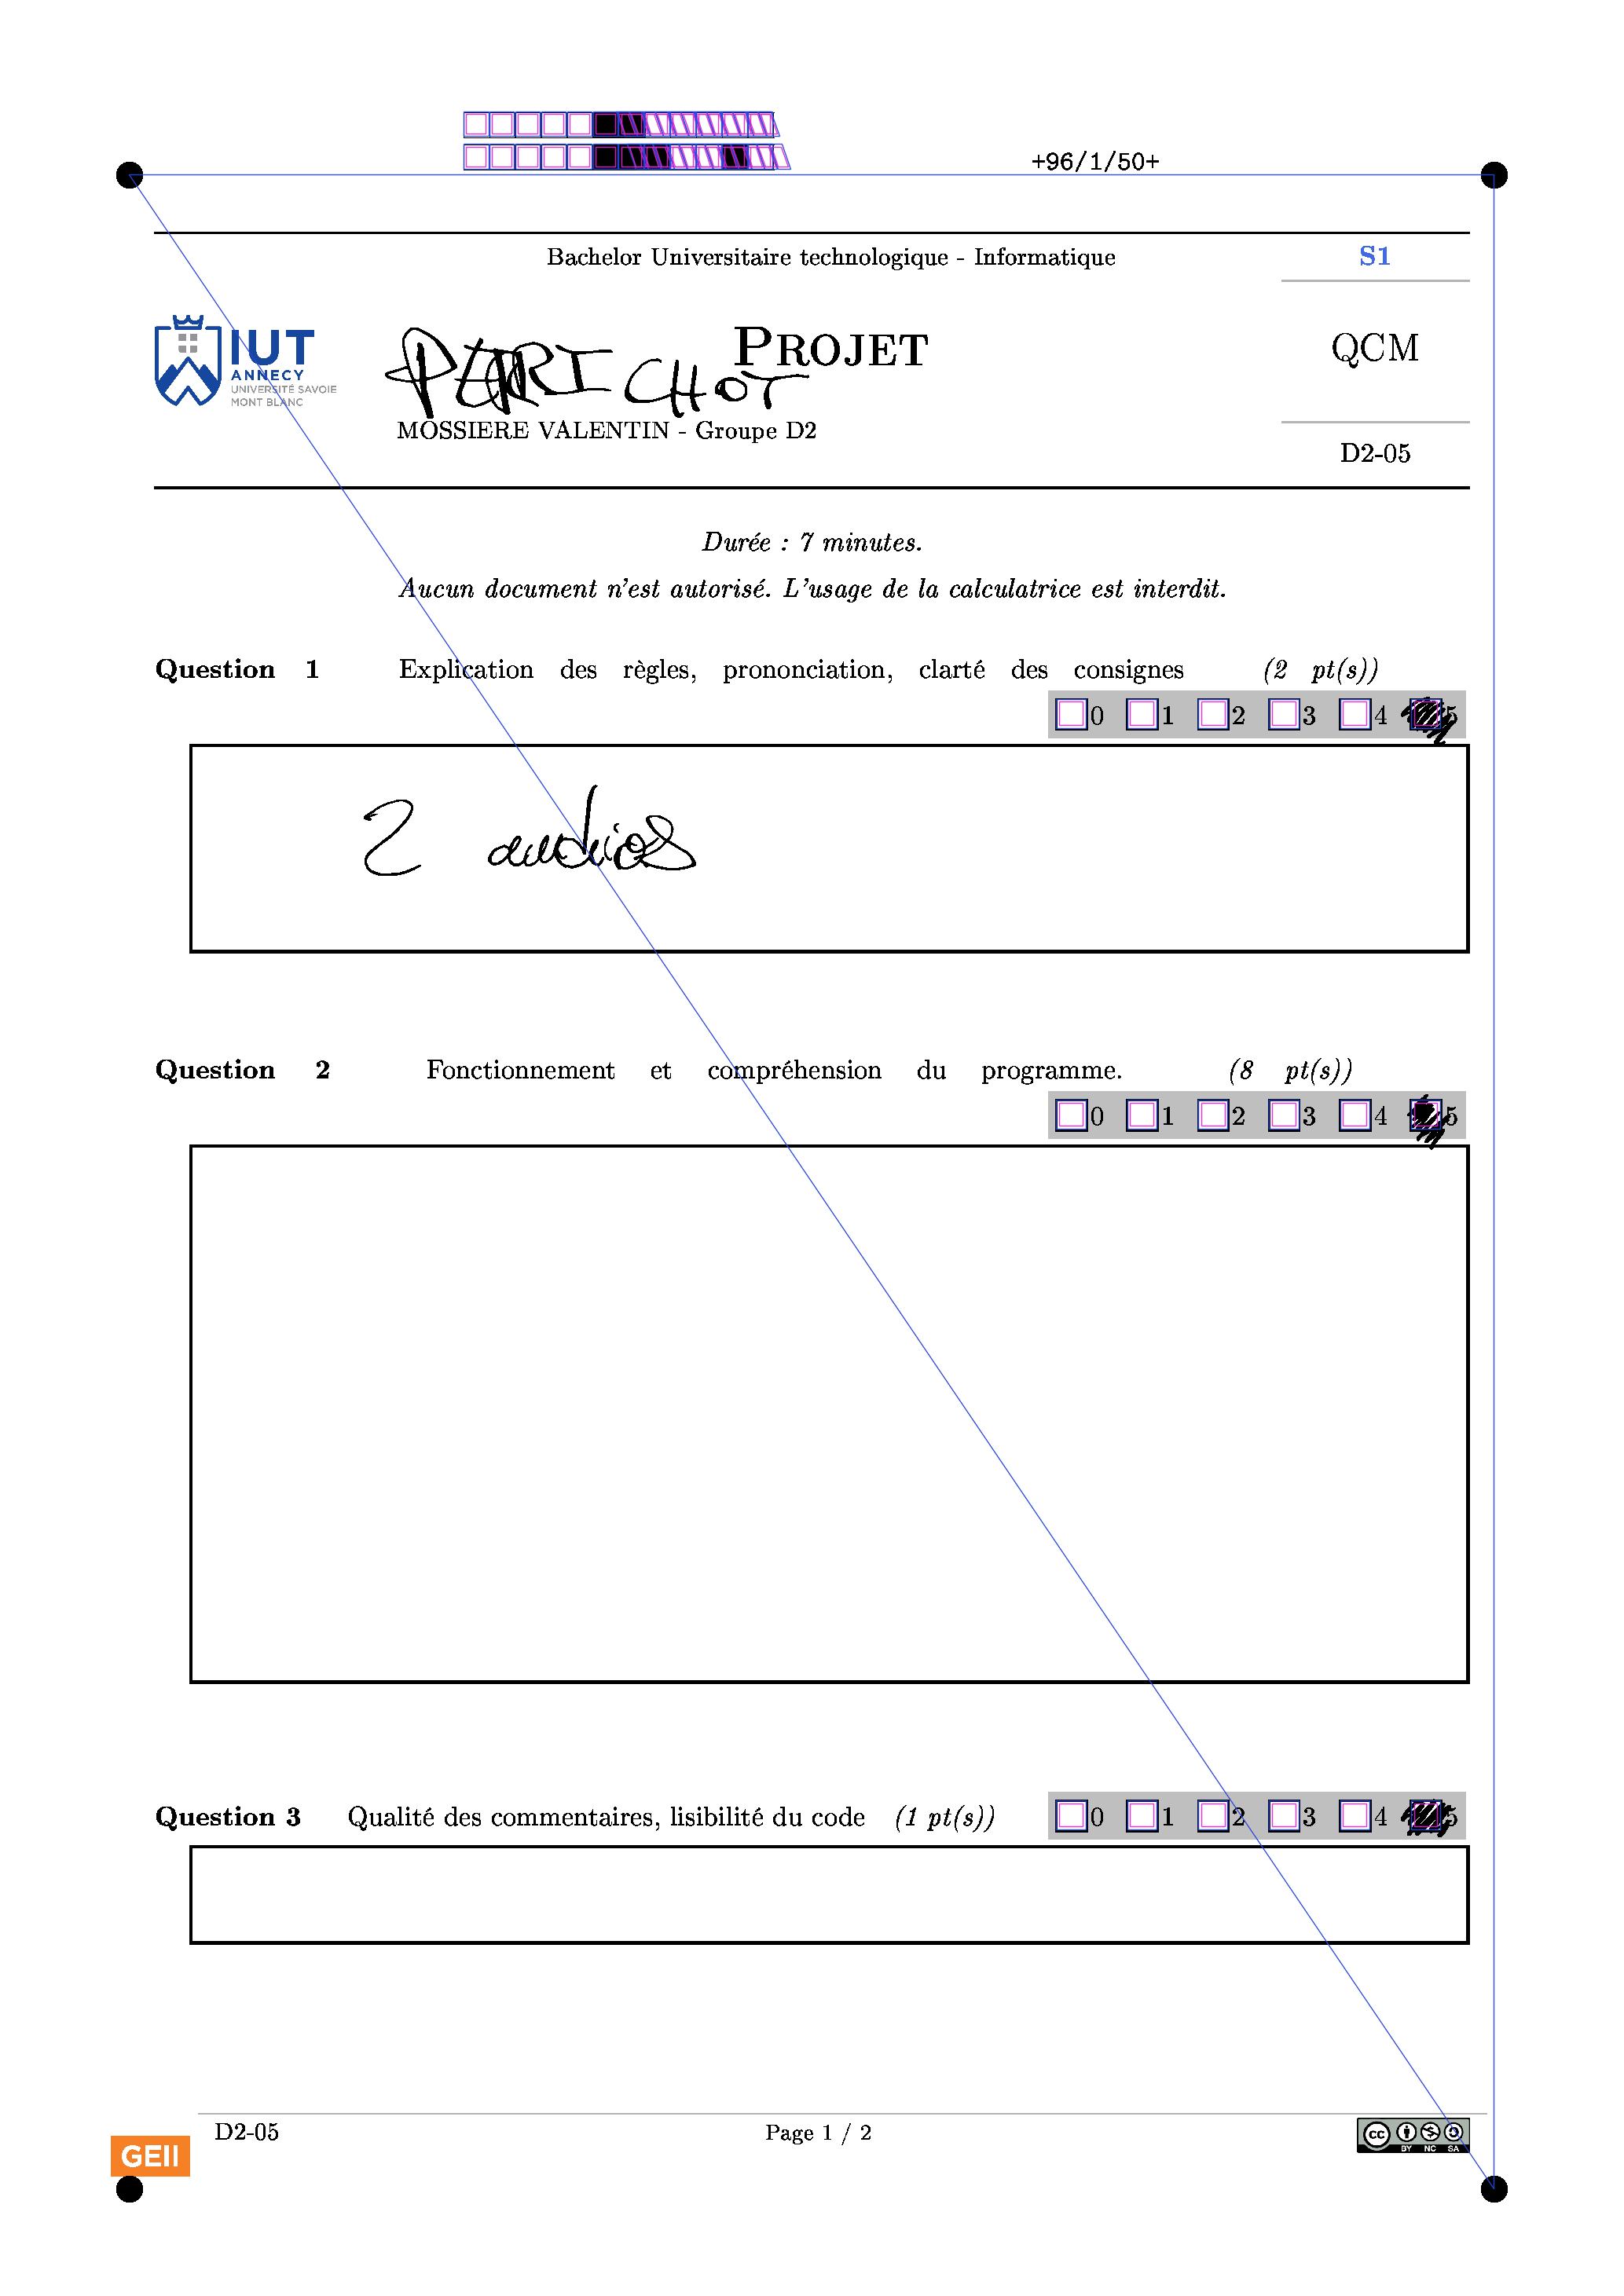 +96/1/50+
Bachelor Universitaire technologique - Informatique
S1
IUT
ANNECY
UNIVERSITÉ SAVOIE
MONT BLANC
PROJET
PERICHOT
QCM
MOSSIERE VALENTIN - Groupe D2
D2-05
Durée : 7 minutes.
Aucun document n'est autorisé. L'usage de la calculatrice est interdit.
Question 1 Explication des règles, prononciation, clarté des consignes (2 pt(s))
0 1 2 3 4 5
2 audios
Question 2 Fonctionnement et compréhension du programme. (8 pt(s))
0 1 2 3 4 5
Question 3 Qualité des commentaires, lisibilité du code (1 pt(s))
0 1 2 3 4 5
D2-05
Page 1 / 2
GEII
cc
BY NC SA